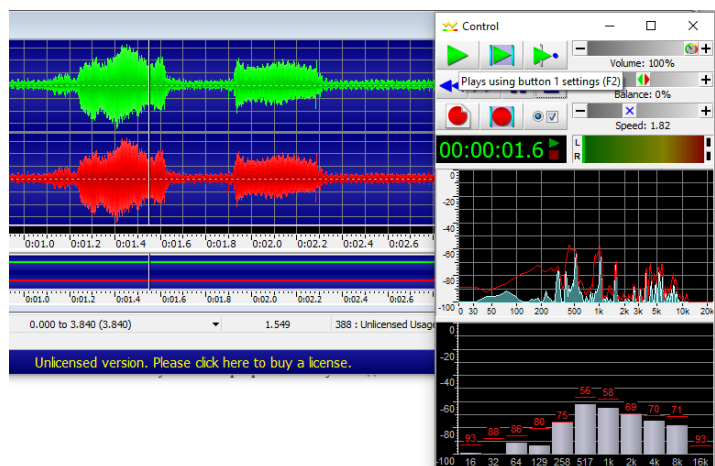 Control
Volume: 100%
Plays using button 1 settings (F2)
Balance: 0%
Speed: 1.82
00:00:01.6
L
R
0:01.0 0:01.2 0:01.4 0:01.6 0:01.8 0:02.0 0:02.2 0:02.4 0:02.6
0:01.0 0:01.2 0:01.4 0:01.6 0:01.8 0:02.0 0:02.2 0:02.4 0:02.6
0.000 to 3.840 (3.840) 1.549 388 : Unlicensed Usag
Unlicensed version. Please click here to buy a license.
0
-20
-40
-60
-80
-100 0 30 50 100 200 500 1k 2k 3k 5k 10k 20k
0
-20
-40
-60
-80
-100
93 88 86 80 75 56 58 69 70 71 93
16 32 64 129 258 517 1k 2k 4k 8k 16k